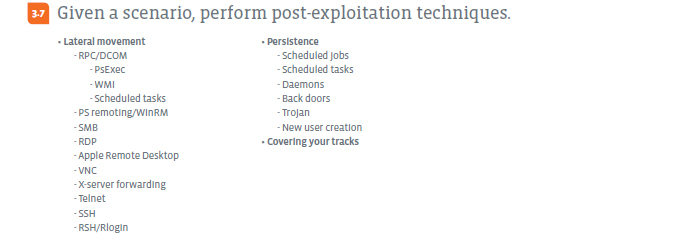 3.7 Given a scenario, perform post-exploitation techniques.
• Lateral movement
- RPC/DCOM
- PsExec
- WMI
- Scheduled tasks
- PS remoting/WinRM
- SMB
- RDP
- Apple Remote Desktop
- VNC
- X-server forwarding
- Telnet
- SSH
- RSH/Rlogin
• Persistence
- Scheduled jobs
- Scheduled tasks
- Daemons
- Back doors
- Trojan
- New user creation
• Covering your tracks